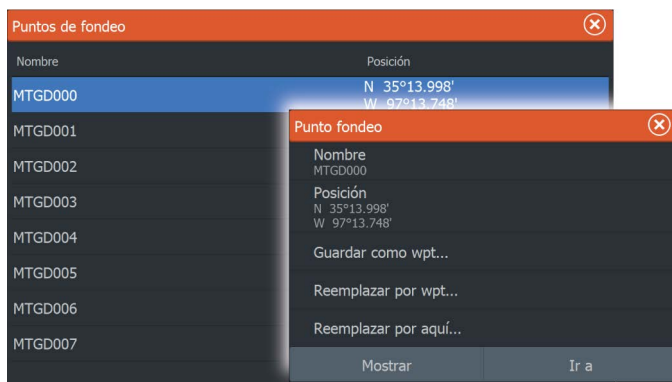 Puntos de fondeo
Nombre Posición
MTGD000 N 35°13.998'
W 97°13.748'
MTGD001
MTGD002
MTGD003
MTGD004
MTGD005
MTGD006
MTGD007
Punto fondeo
Nombre
MTGD000
Posición
N 35°13.998'
W 97°13.748'
Guardar como wpt...
Reemplazar por wpt...
Reemplazar por aquí...
Mostrar Ir a